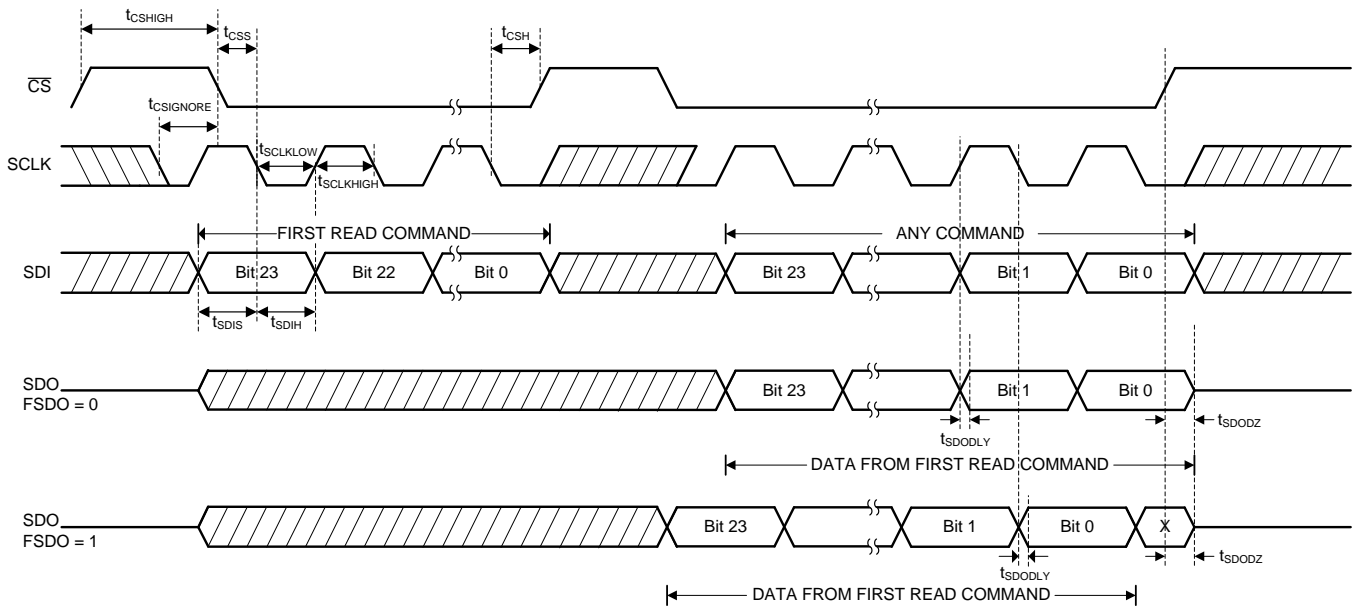 tCSHIGH
tCSS
tCSH
CS
tCSIGNORE
tSCLKLOW
SCLK
tSCLKHIGH
FIRST READ COMMAND
ANY COMMAND
SDI
Bit 23
Bit 22
Bit 0
Bit 23
Bit 1
Bit 0
tSDIS
tSDIH
SDO
FSDO = 0
Bit 23
Bit 1
Bit 0
tSDODLY
tSDODZ
DATA FROM FIRST READ COMMAND
SDO
FSDO = 1
Bit 23
Bit 1
Bit 0
X
tSDODLY
tSDODZ
DATA FROM FIRST READ COMMAND